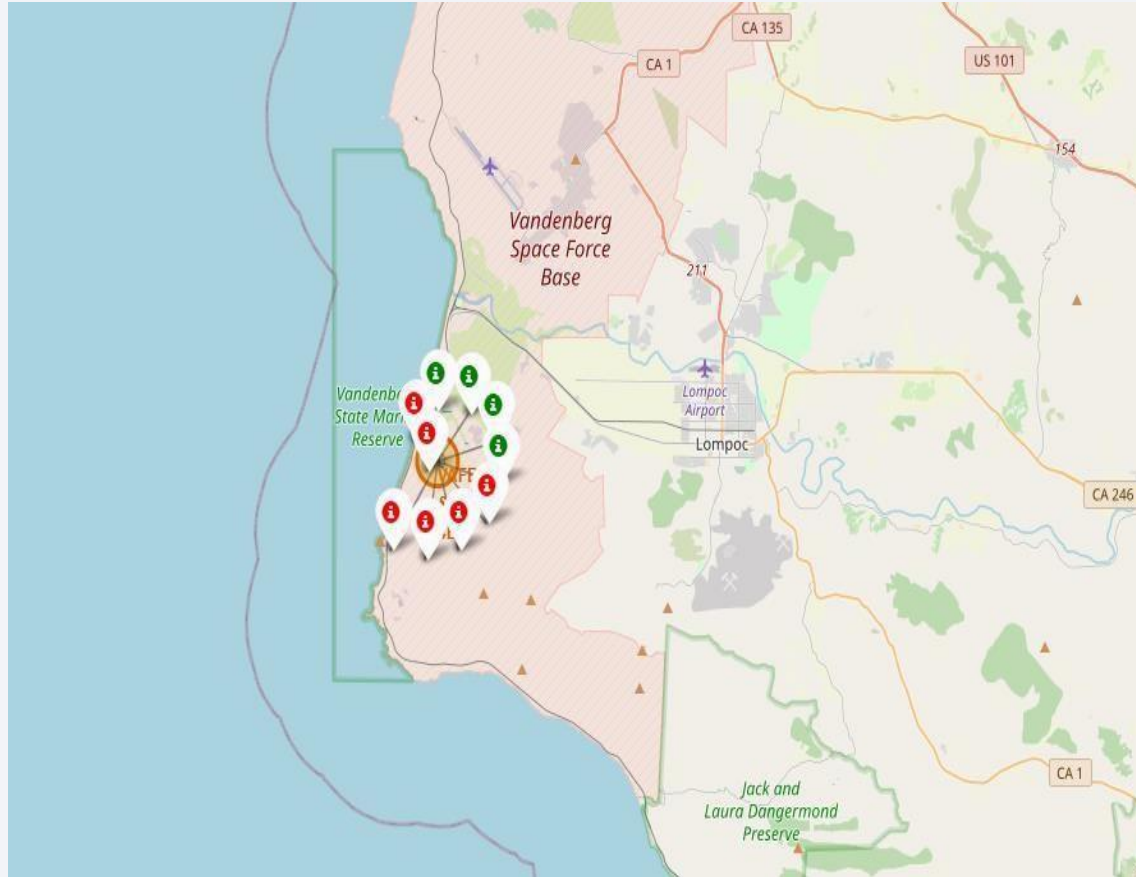 CA 135
CA 1
US 101
154
Vandenberg
Space Force
Base
211
Lompoc
Airport
State
Reserve
Lompoc
CA 246
CA 1
Jack and
Laura Dangermond
Preserve